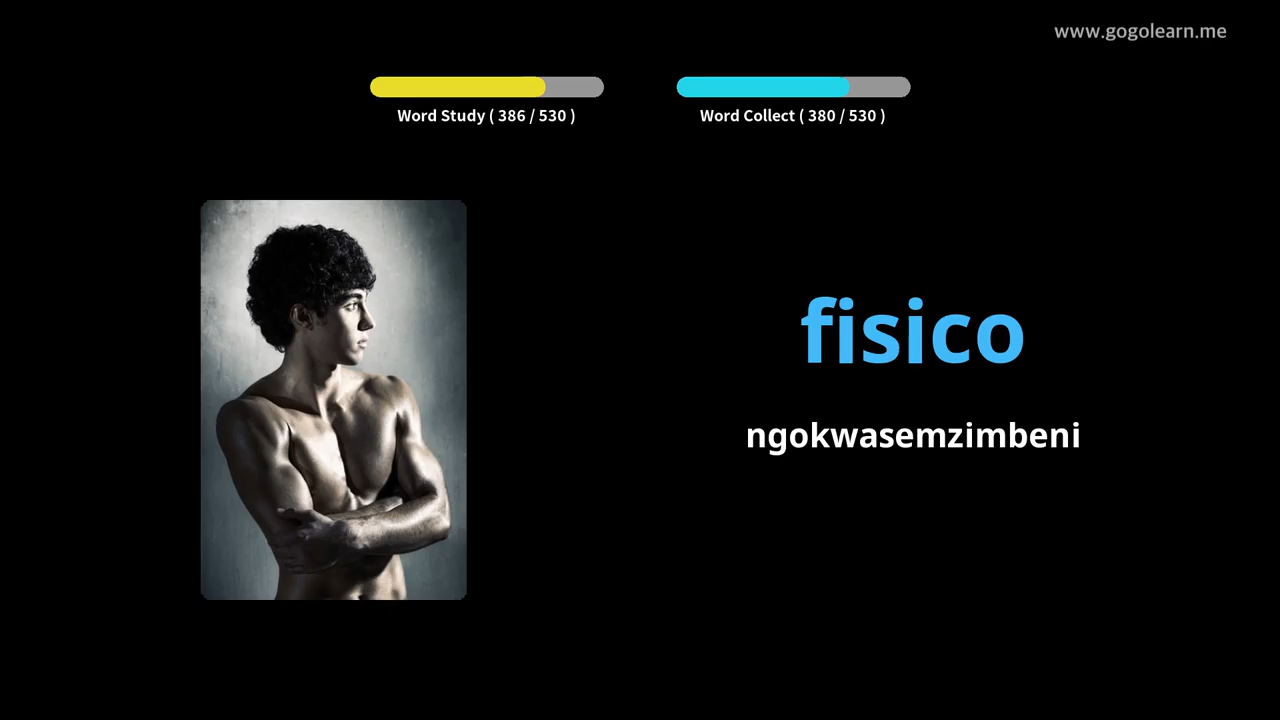 www.gogolearn.me
Word Study ( 386 / 530 )
Word Collect ( 380 / 530 )
fisico
ngokwasemzimbeni